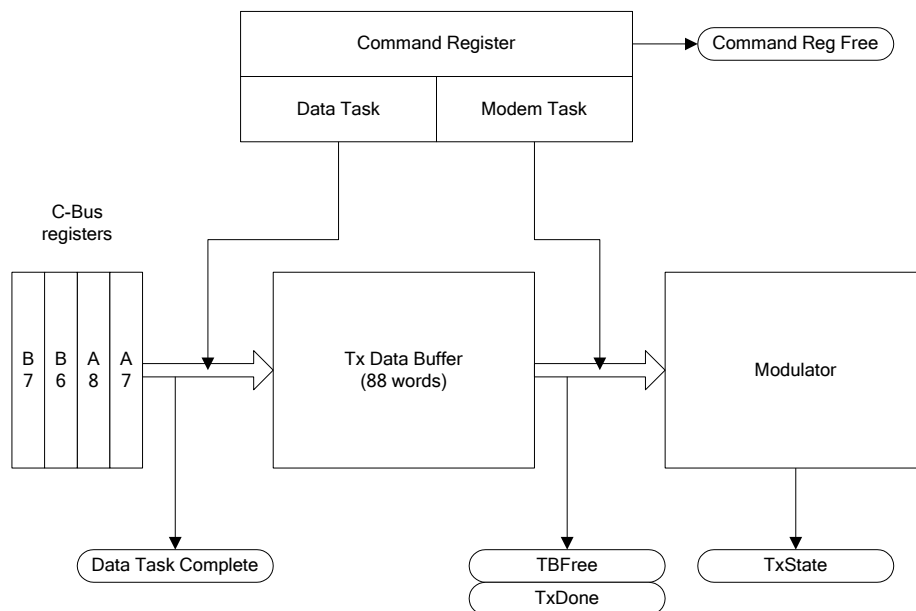 Command Register
Command Reg Free
Data Task
Modem Task
C-Bus
registers
B
7
B
6
A
8
A
7
Tx Data Buffer
(88 words)
Modulator
Data Task Complete
TBFree
TxDone
TxState